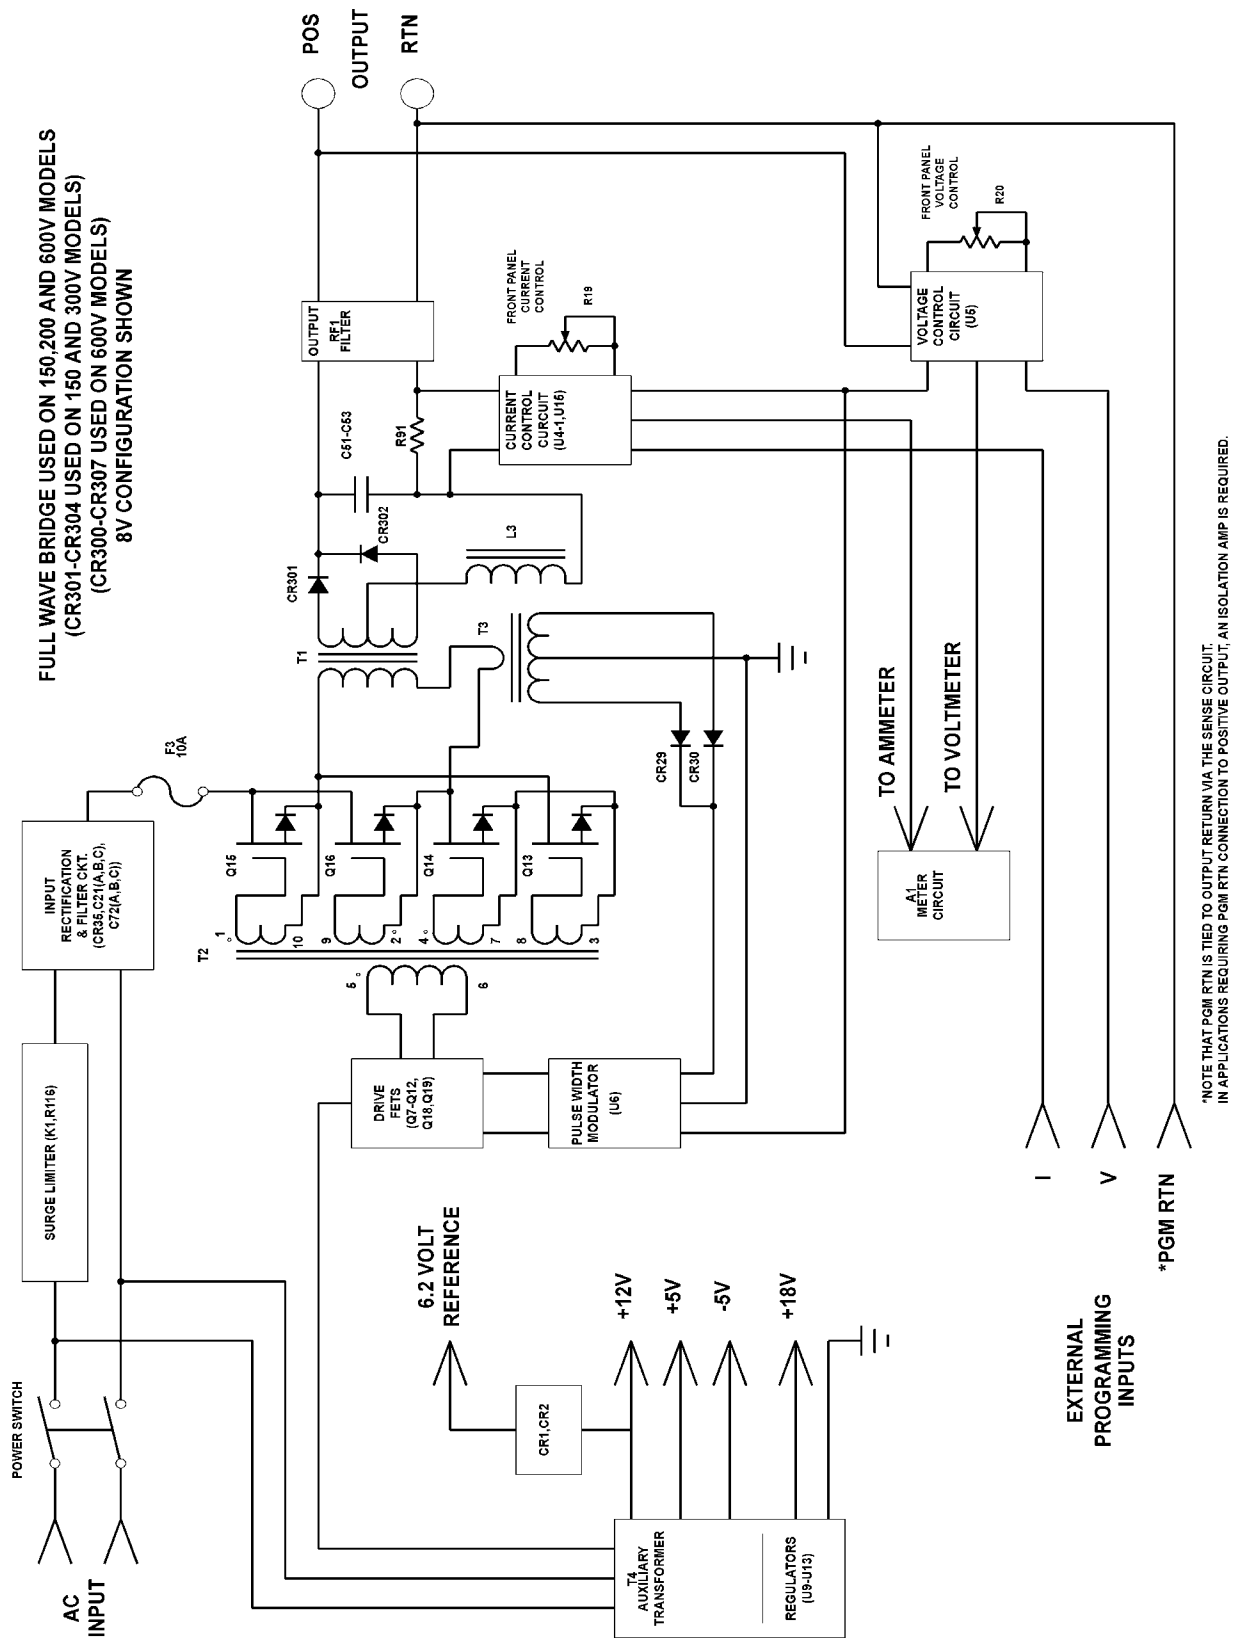 FULL WAVE BRIDGE USED ON 150,200 AND 600V MODELS
(CR301-CR304 USED ON 150 AND 300V MODELS)
(CR300-CR307 USED ON 600V MODELS)
8V CONFIGURATION SHOWN
POWER SWITCH
AC
INPUT
SURGE LIMITER (K1,R116)
INPUT
RECTIFICATION
& FILTER CKT.
(CR35,C21(A,B,C),
C72(A,B,C))
F3
10A
T2
1
10
9
2
4
7
8
3
5
6
Q15
Q16
Q14
Q13
T1
CR301
CR302
C51-C53
R91
L3
T3
CR29
CR30
OUTPUT
RF1
FILTER
POS
OUTPUT
RTN
DRIVE
FETS
(Q7-Q12,
Q18,Q19)
PULSE WIDTH
MODULATOR
(U6)
CURRENT
CONTROL
CURCUIT
(U4-1,U15)
FRONT PANEL
CURRENT
CONTROL
R19
VOLTAGE
CONTROL
CIRCUIT
(U5)
FRONT PANEL
VOLTAGE
CONTROL
R20
6.2 VOLT
REFERENCE
CR1,CR2
+12V
+5V
-5V
+18V
T4
AUXILIARY
TRANSFORMER
REGULATORS
(U9-U13)
A1
METER
CIRCUIT
TO AMMETER
TO VOLTMETER
EXTERNAL
PROGRAMMING
INPUTS
I
V
*PGM RTN
*NOTE THAT PGM RTN IS TIED TO OUTPUT RETURN VIA THE SENSE CIRCUIT.
IN APPLICATIONS REQUIRING PGM RTN CONNECTION TO POSITIVE OUTPUT, AN ISOLATION AMP IS REQUIRED.